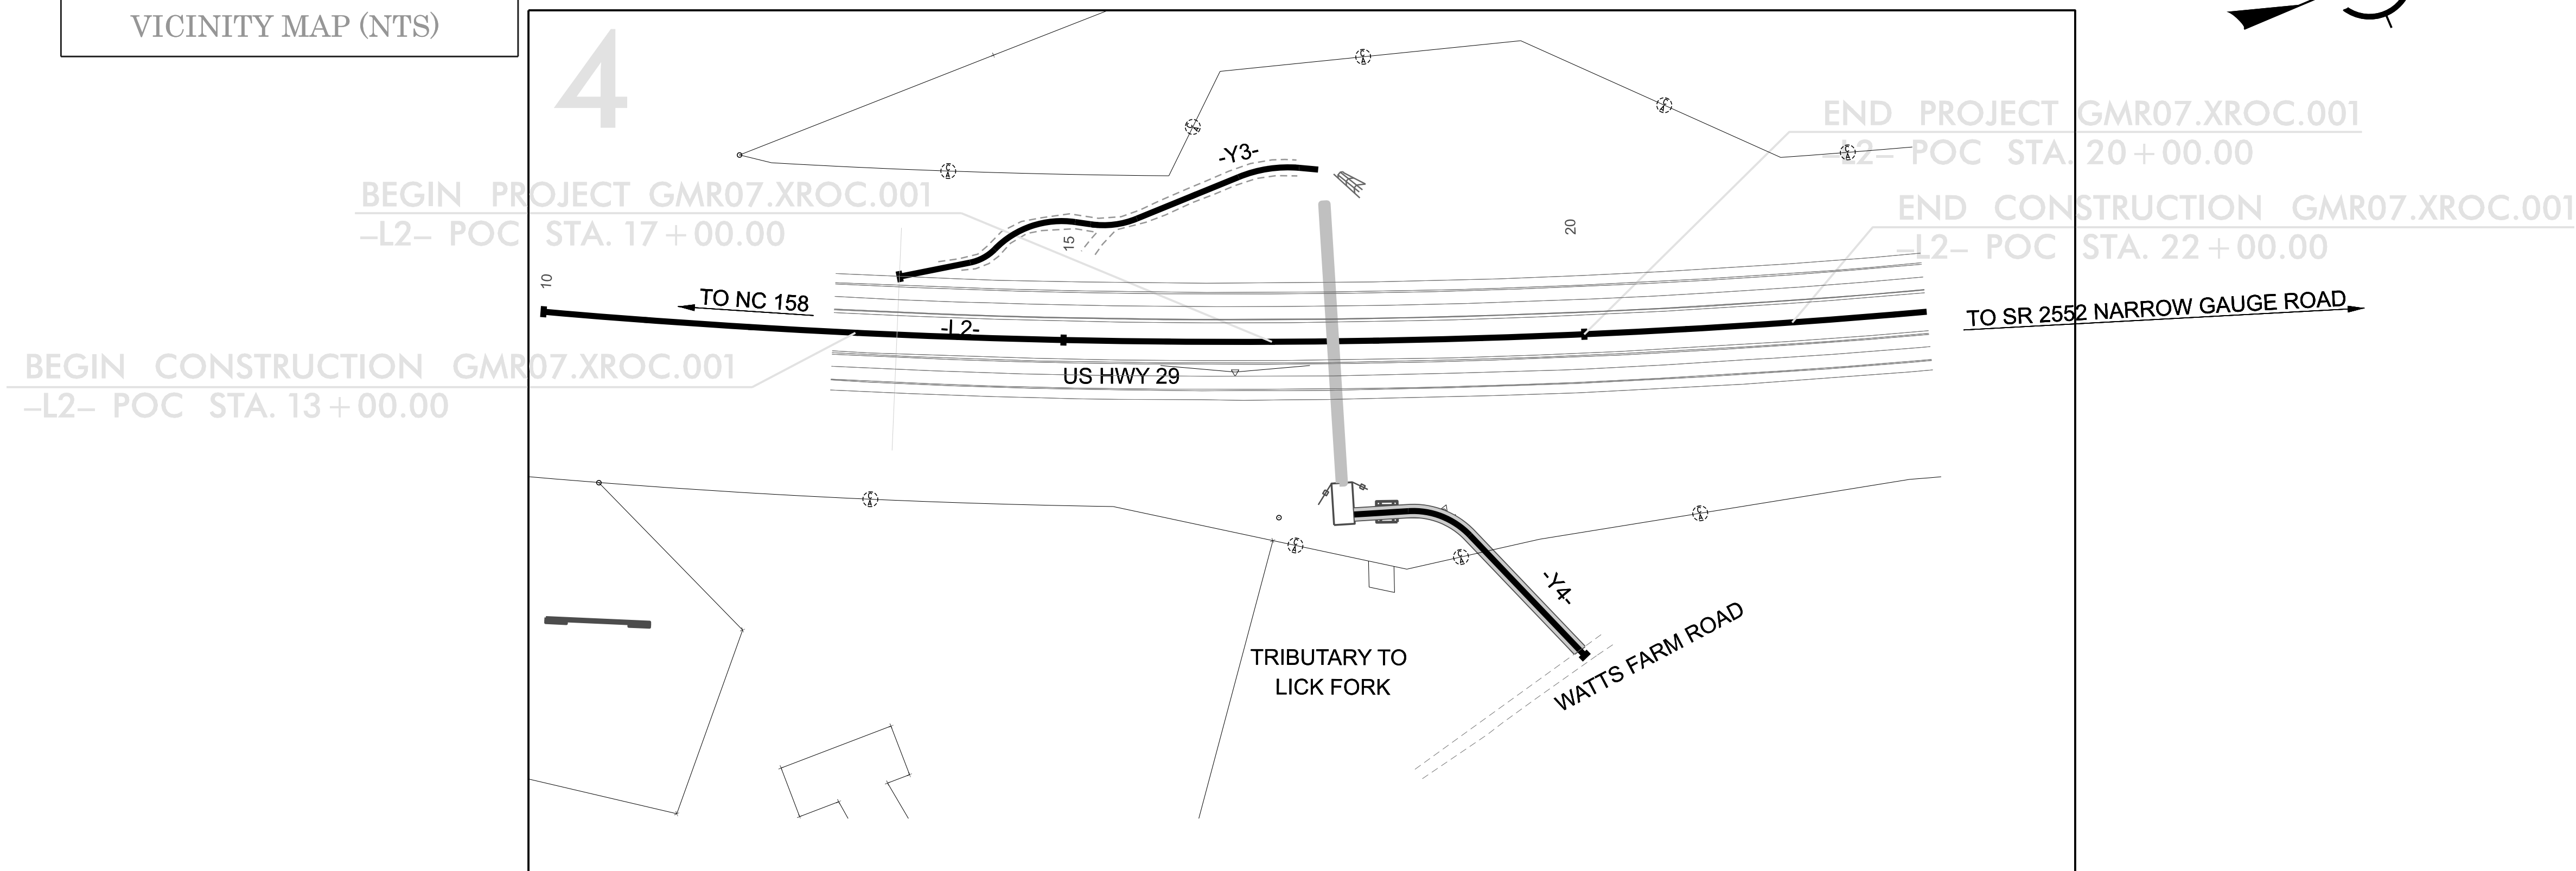 VICINITY MAP (NTS)
4
END PROJECT GMR07.XROC.001
–L2– POC STA. 20+00.00
-Y3-
BEGIN PROJECT GMR07.XROC.001
–L2– POC STA. 17+00.00
END CONSTRUCTION GMR07.XROC.001
–L2– POC STA. 22+00.00
10
15
20
TO NC 158
-L2-
TO SR 2552 NARROW GAUGE ROAD
BEGIN CONSTRUCTION GMR07.XROC.001
–L2– POC STA. 13+00.00
US HWY 29
-Y4-
TRIBUTARY TO
LICK FORK
WATTS FARM ROAD